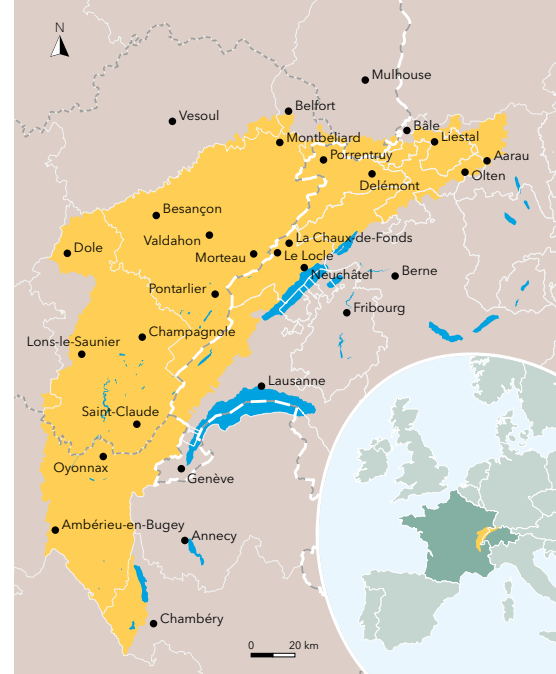 N
Mulhouse
Vesoul
Belfort
Bâle
Montbéliard
Liestal
Porrentruy
Aarau
Olten
Delémont
Besançon
Valdahon
La Chaux-de-Fonds
Dole
Morteau
Le Locle
Neuchâtel
Berne
Pontarlier
Fribourg
Champagnole
Lons-le-Saunier
Lausanne
Saint-Claude
Oyonnax
Genève
Ambérieu-en-Bugey
Annecy
Chambéry
0 20 km